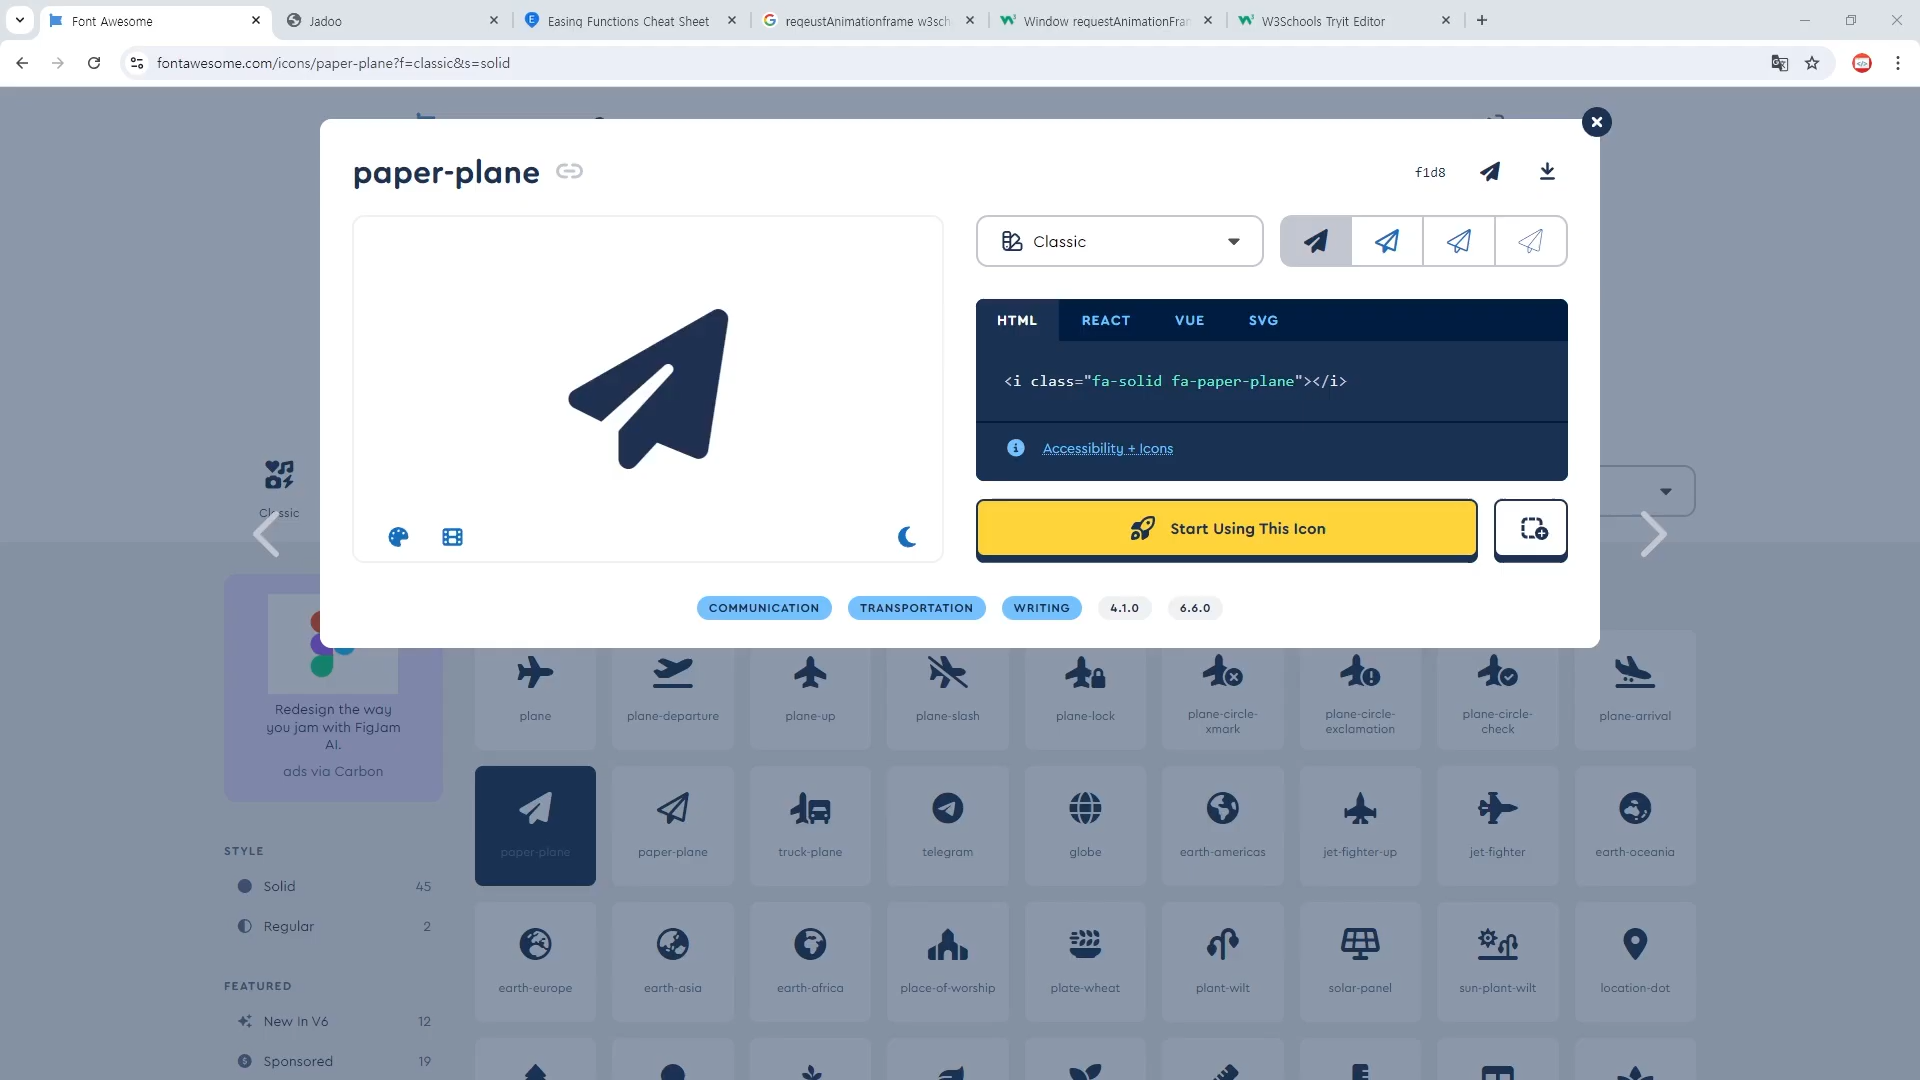 Font Awesome
Jadoo
Easing Functions Cheat Sheet
reqeustAnimationframe w3sch
Window requestAnimationFran
W3Schools Tryit Editor
fontawesome.com/icons/paper-plane?f=classic&s=solid
paper-plane
f1d8
Classic
HTML
REACT
VUE
SVG
<i class="fa-solid fa-paper-plane"></i>
Accessibility + Icons
Start Using This Icon
COMMUNICATION
TRANSPORTATION
WRITING
4.1.0
6.6.0
Classic
Redesign the way
you jam with FigJam
AI.
ads via Carbon
plane
plane-departure
plane-up
plane-slash
plane-lock
plane-circle-
xmark
plane-circle-
exclamation
plane-circle-
check
plane-arrival
paper-plane
paper-plane
truck-plane
telegram
globe
earth-americas
jet-fighter-up
jet-fighter
earth-oceania
STYLE
Solid 45
Regular 2
earth-europe
earth-asia
earth-africa
place-of-worship
plate-wheat
plant-wilt
solar-panel
sun-plant-wilt
location-dot
FEATURED
New In V6 12
Sponsored 19